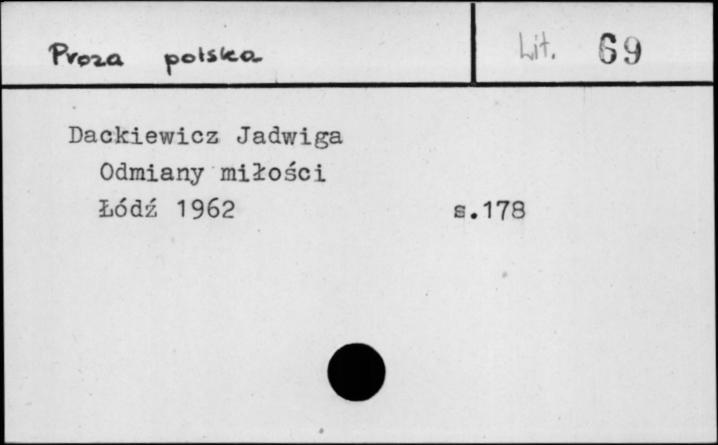 Proza polska
Lit. 69
Dackiewicz Jadwiga
Odmiany miłości
Łódź 1962 s.178